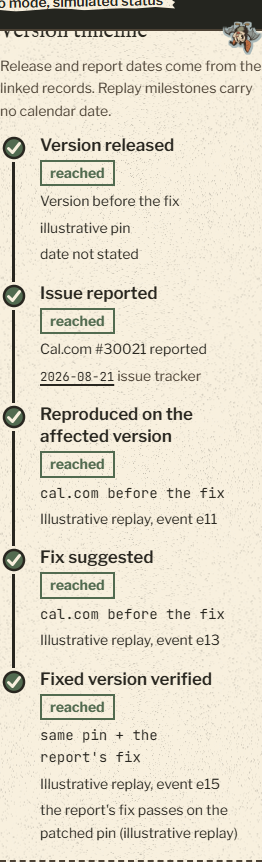 o mode, simulated status
Version timeline
Release and report dates come from the
linked records. Replay milestones carry
no calendar date.
Version released
reached
Version before the fix
illustrative pin
date not stated
Issue reported
reached
Cal.com #30021 reported
2026-08-21 issue tracker
Reproduced on the
affected version
reached
cal.com before the fix
Illustrative replay, event e11
Fix suggested
reached
cal.com before the fix
Illustrative replay, event e13
Fixed version verified
reached
same pin + the
report's fix
Illustrative replay, event e15
the report's fix passes on the
patched pin (illustrative replay)